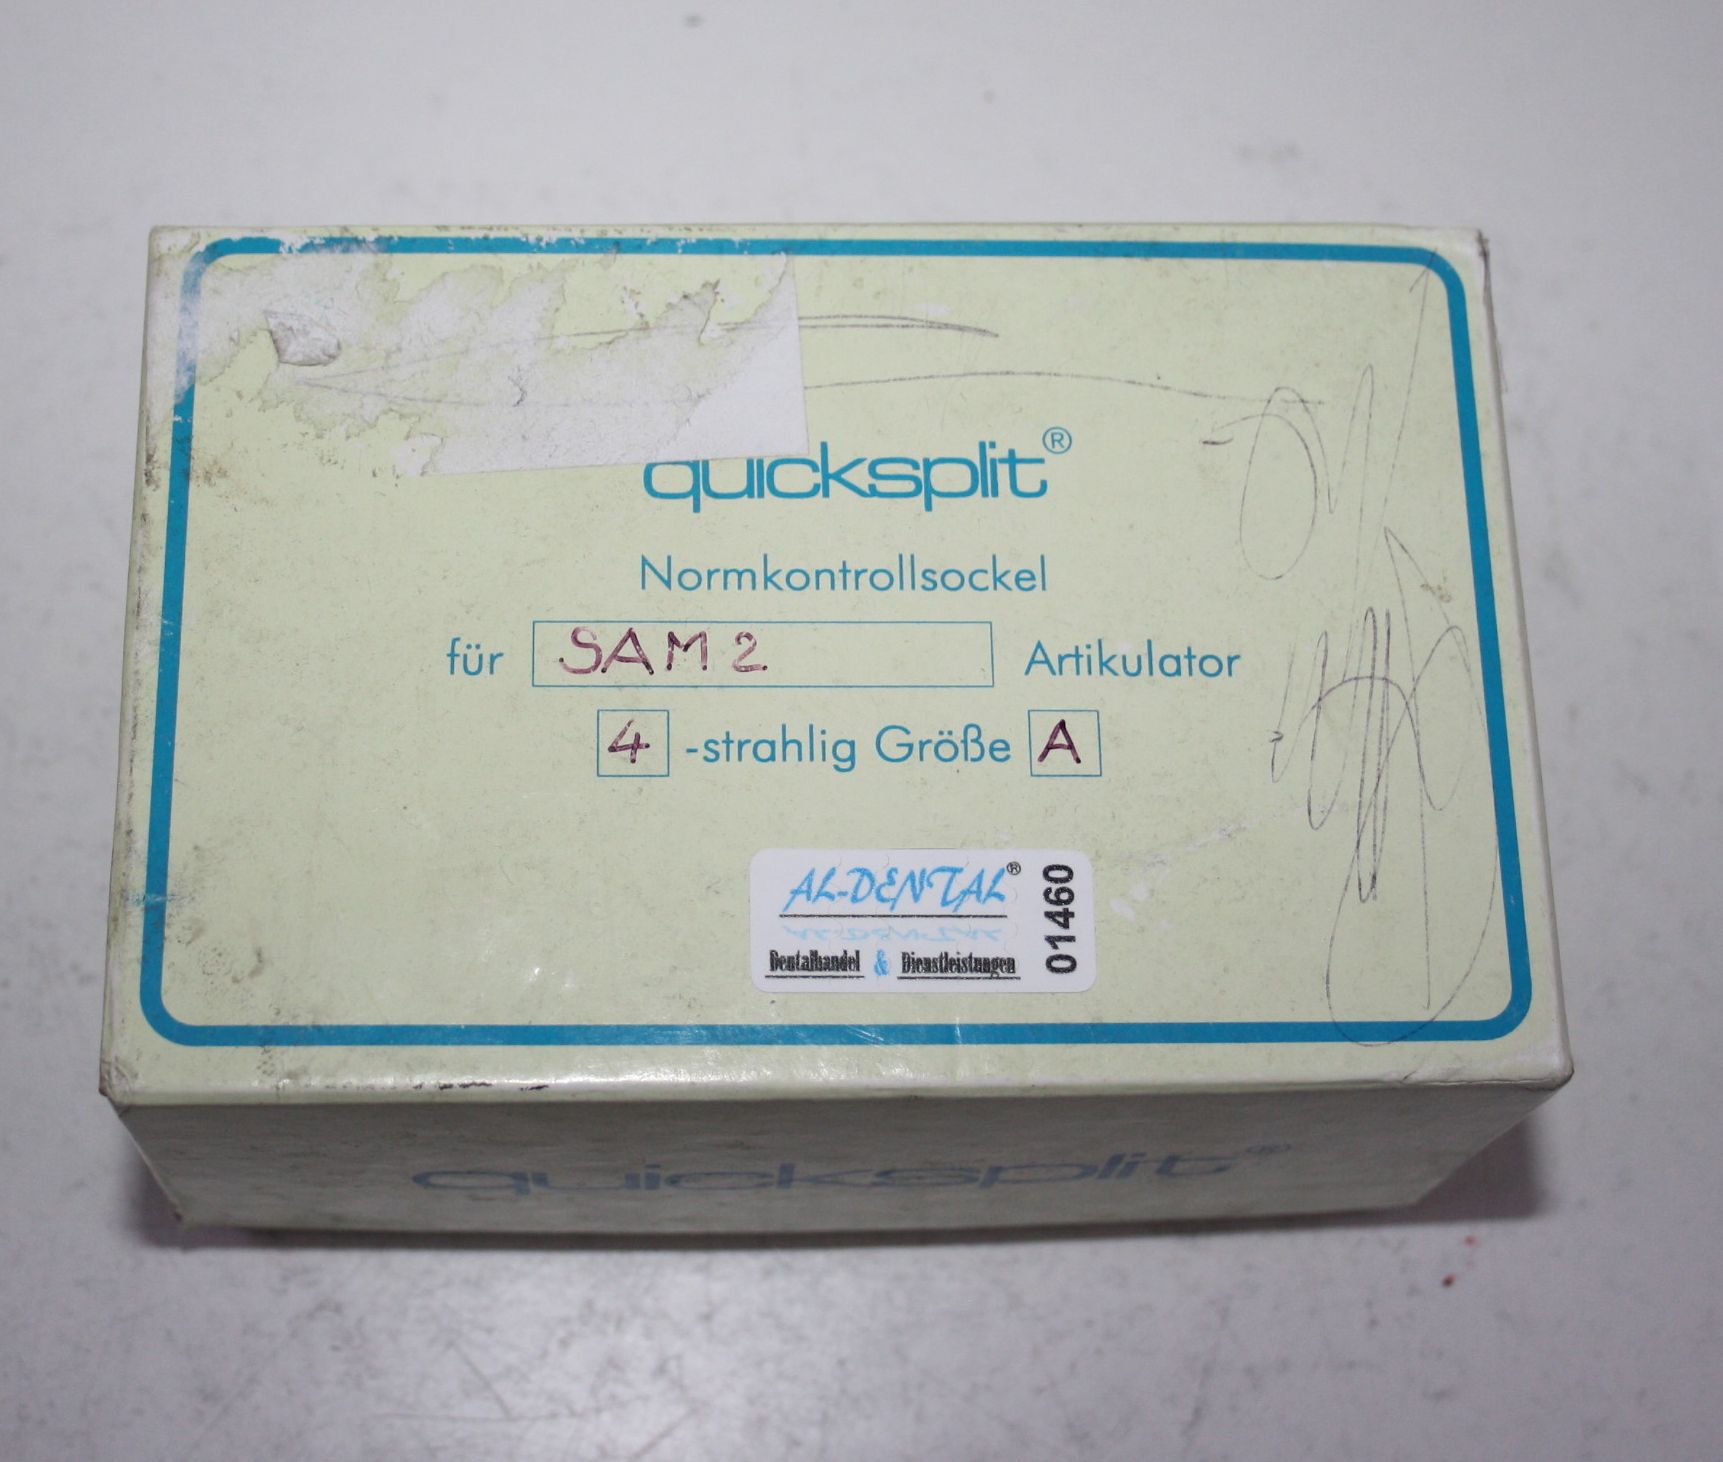 quicksplit®
Normkontrollsockel
für SAM 2 Artikulator
4 -strahlig Größe A
AL-DENTAL®
Dentalhandel & Dienstleistungen
01460
quicksplit®